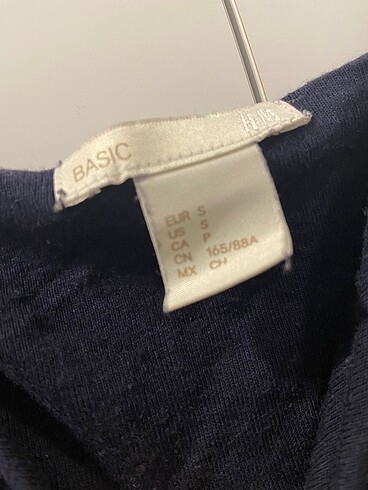 BASIC H&M
EUR S
US S
CA P
CN 165/88A
MX CH